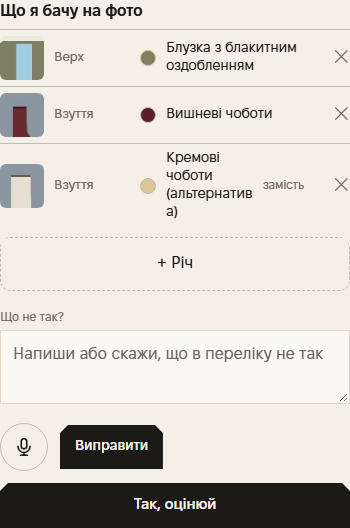 Що я бачу на фото
Верх
Блузка з блакитним
оздобленням
Взуття
Вишневі чоботи
Взуття
Кремові
чоботи
(альтернатив
а)
замість
+ Річ
Що не так?
Напиши або скажи, що в переліку не так
Виправити
Так, оцінюй